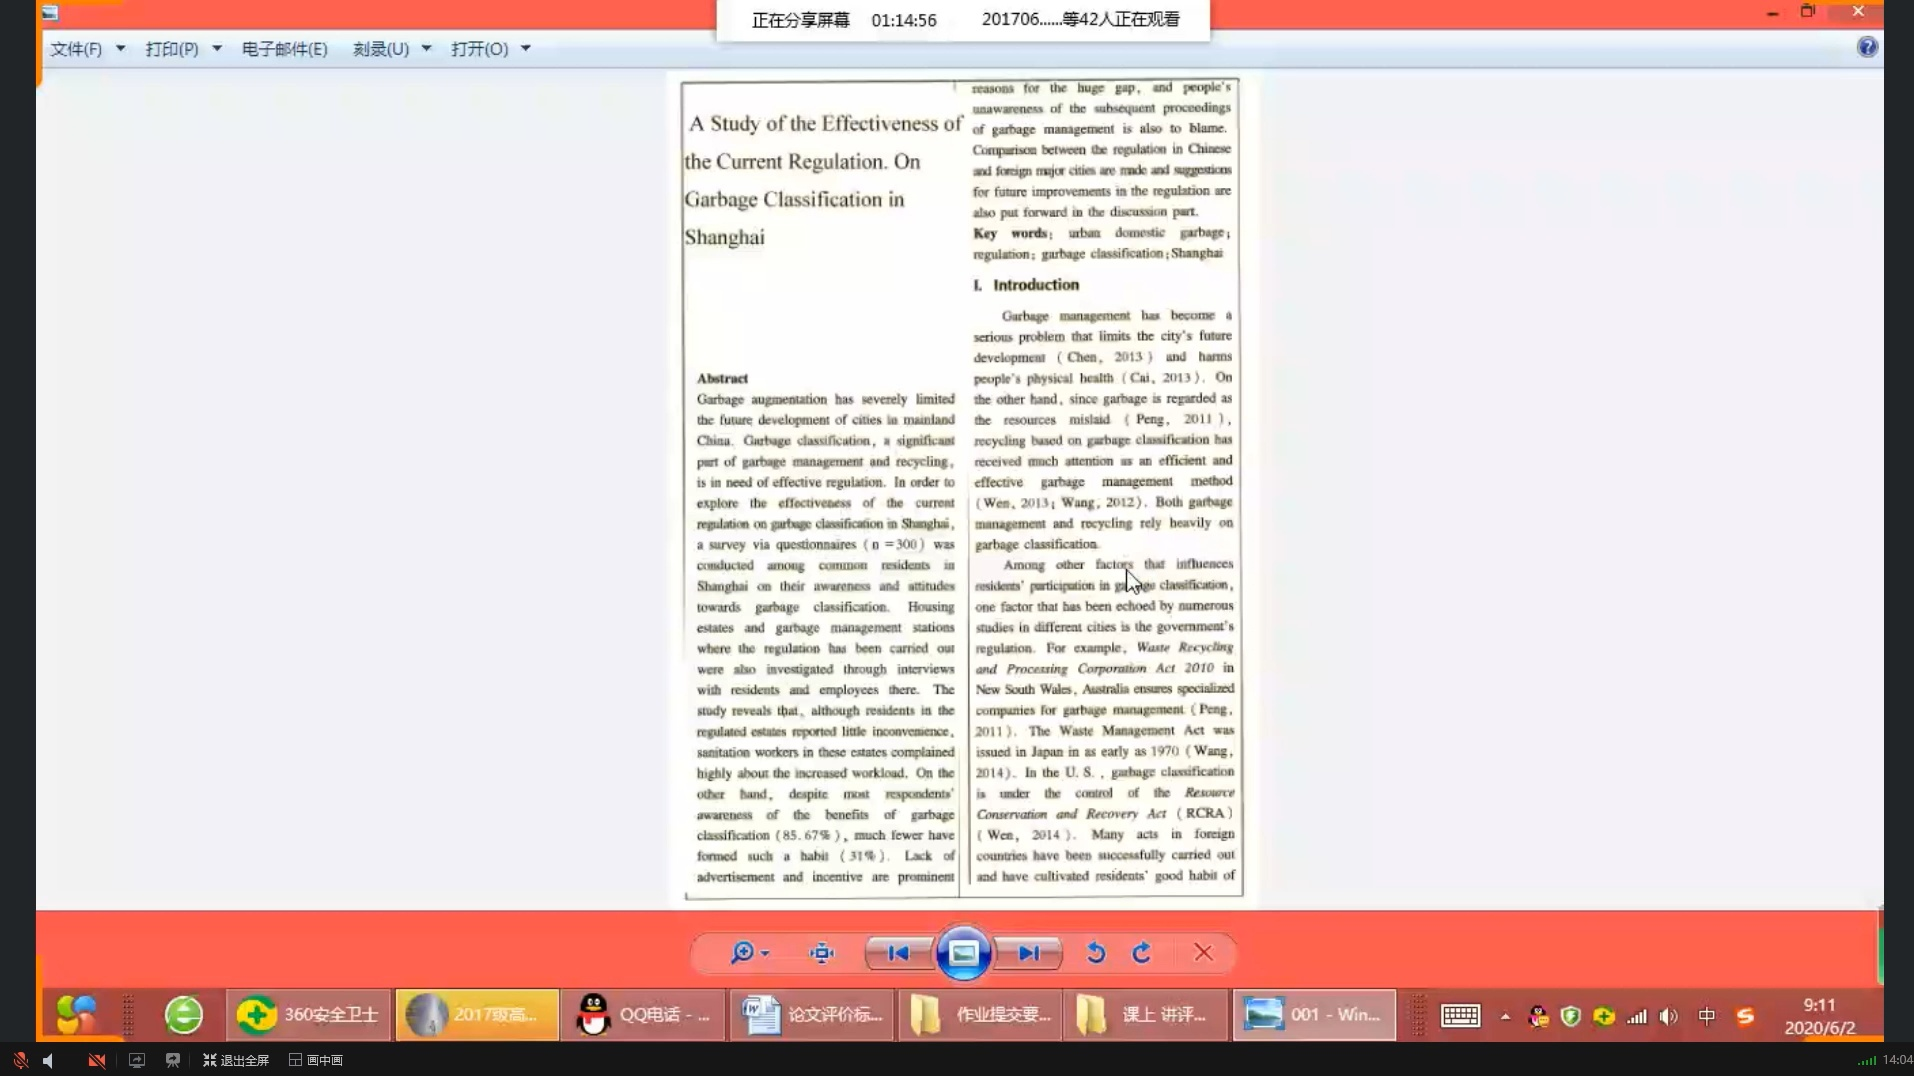 正在分享屏幕 01:14:56 201706......等42人正在观看
文件(F) 打印(P) 电子邮件(E) 刻录(U) 打开(O)
A Study of the Effectiveness of
the Current Regulation. On
Garbage Classification in
Shanghai
Abstract
Garbage augmentation has severely limited
the future development of cities in mainland
China. Garbage classification, a significant
part of garbage management and recycling,
is in need of effective regulation. In order to
explore the effectiveness of the current
regulation on garbage classification in Shanghai,
a survey via questionnaires (n =300) was
conducted among common residents in
Shanghai on their awareness and attitudes
towards garbage classification. Housing
estates and garbage management stations
where the regulation has been carried out
were also investigated through interviews
with residents and employees there. The
study reveals that, although residents in the
regulated estates reported little inconvenience,
sanitation workers in these estates complained
highly about the increased workload. On the
other hand, despite most respondents'
awareness of the benefits of garbage
classification (85.67%), much fewer have
formed such a habit (31%). Lack of
advertisement and incentive are prominent
reasons for the huge gap, and people's
unawareness of the subsequent proceedings
of garbage management is also to blame.
Comparison between the regulation in Chinese
and foreign major cities are made and suggestions
for future improvements in the regulation are
also put forward in the discussion part.
Key words: urban domestic garbage;
regulation; garbage classification;Shanghai
I. Introduction
Garbage management has become a
serious problem that limits the city's future
development (Chen, 2013) and harms
people's physical health (Cai, 2013). On
the other hand, since garbage is regarded as
the resources mislaid (Peng, 2011),
recycling based on garbage classification has
received much attention as an efficient and
effective garbage management method
(Wen, 2013; Wang, 2012). Both garbage
management and recycling rely heavily on
garbage classification.
Among other factors that influences
residents' participation in garbage classification,
one factor that has been echoed by numerous
studies in different cities is the government's
regulation. For example, Waste Recycling
and Processing Corporation Act 2010 in
New South Wales, Australia ensures specialized
companies for garbage management (Peng,
2011). The Waste Management Act was
issued in Japan in as early as 1970 (Wang,
2014). In the U. S., garbage classification
is under the control of the Resource
Conservation and Recovery Act (RCRA)
(Wen, 2014). Many acts in foreign
countries have been successfully carried out
and have cultivated residents' good habit of
360安全卫士 2017级高... QQ电话 - ... 论文评价标... 作业提交要... 课上 讲评... 001 - Win... 中 9:11
2020/6/2
退出全屏 画中画 14:04